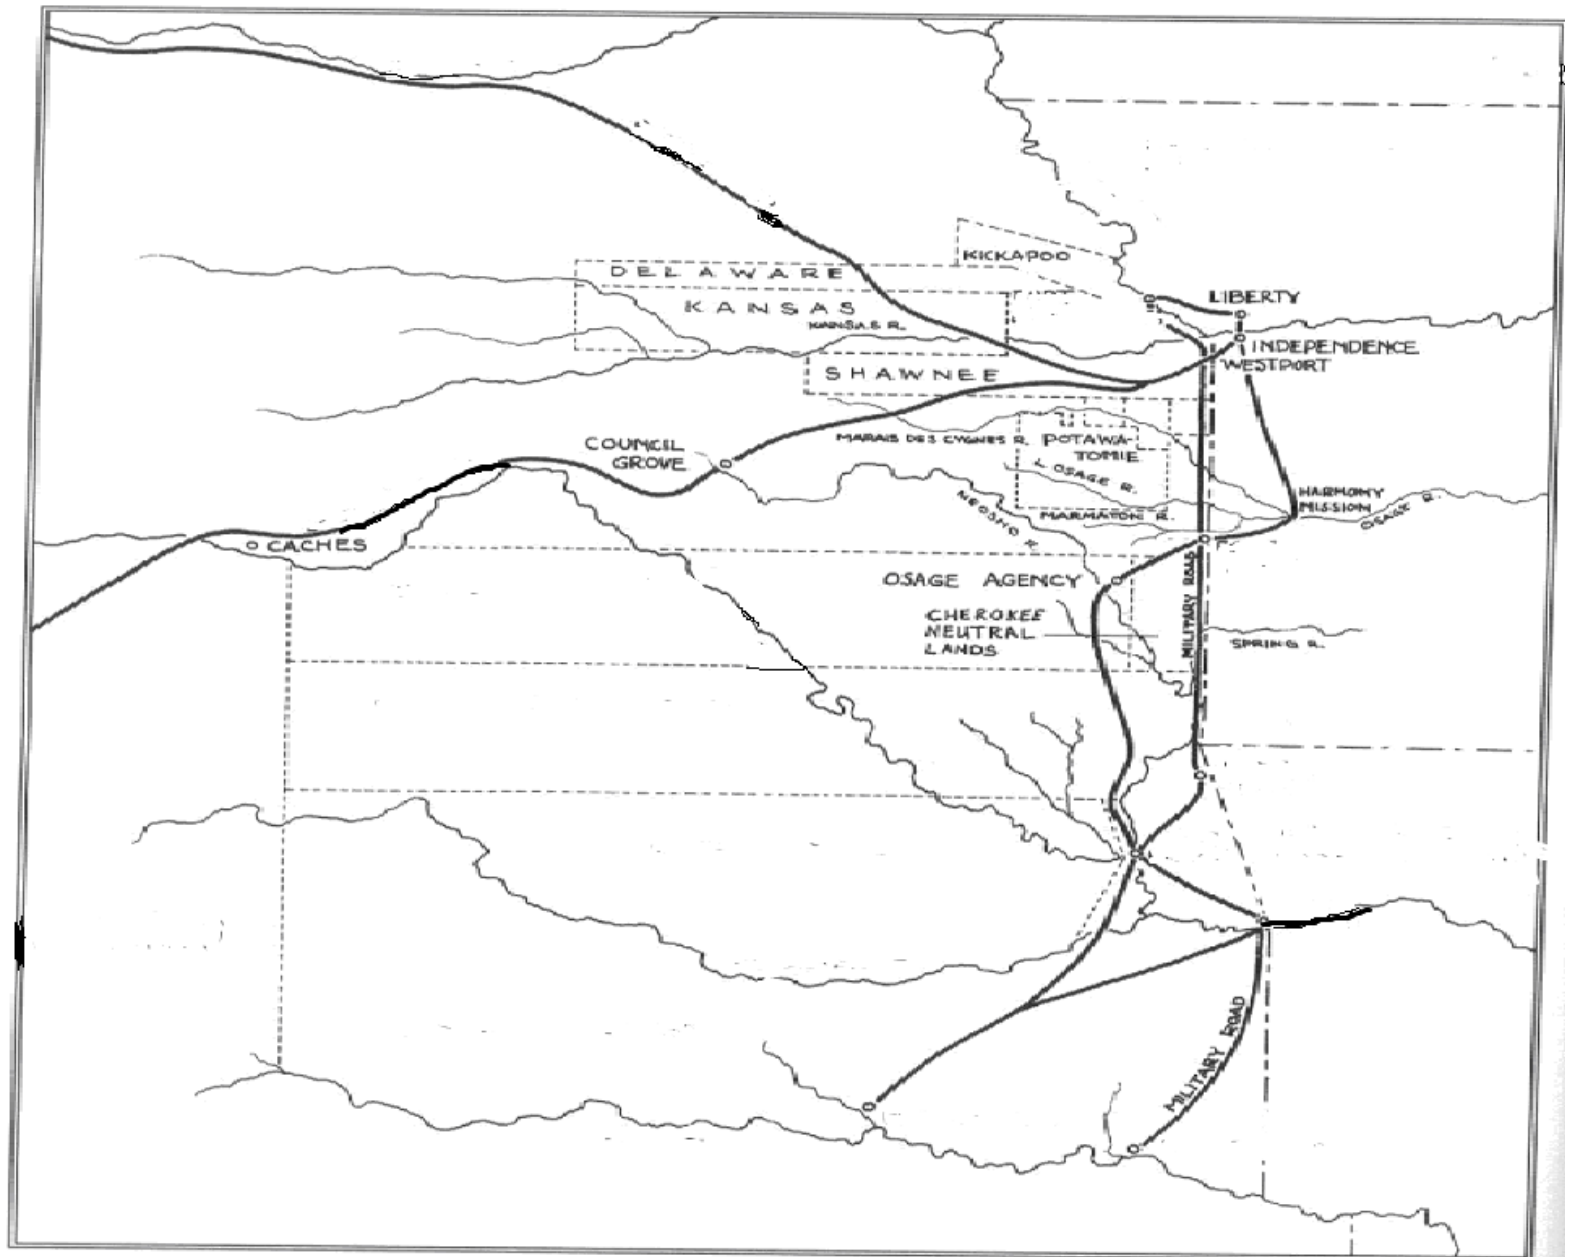 KICKAPOO
DELAWARE
LIBERTY
KANSAS
KANSAS R.
INDEPENDENCE
WESTPORT
SHAWNEE
COUNCIL
GROVE
MARAIS DES CYGNES R.
POTAWA-
TOMIE
L. OSAGE R.
HARMONY
MISSION
OSAGE R.
NEOSHO R.
MARMATON R.
CACHES
OSAGE AGENCY
MILITARY ROAD
CHEROKEE
NEUTRAL
LANDS
SPRING R.
MILITARY ROAD